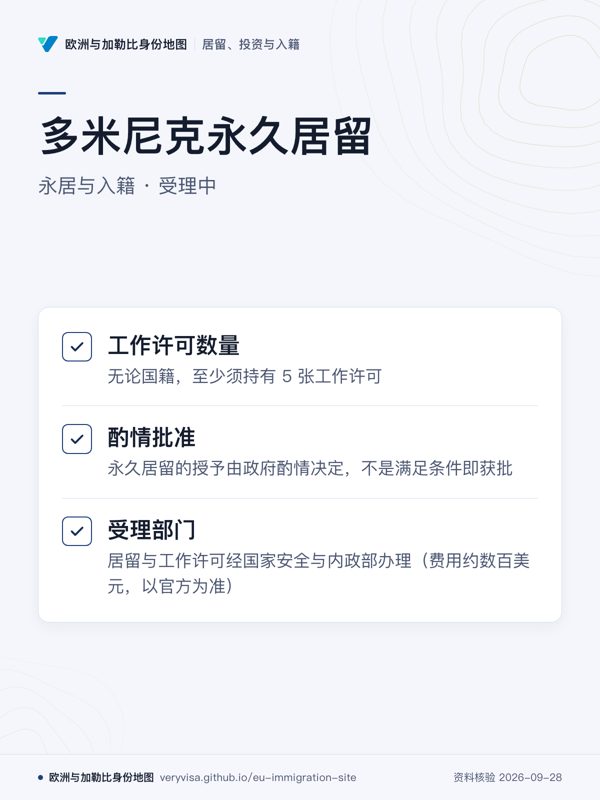 欧洲与加勒比身份地图 居留、投资与入籍
多米尼克永久居留
永居与入籍 · 受理中
工作许可数量
无论国籍，至少须持有 5 张工作许可
酌情批准
永久居留的授予由政府酌情决定，不是满足条件即获批
受理部门
居留与工作许可经国家安全与内政部办理（费用约数百美
元，以官方为准）
欧洲与加勒比身份地图 veryvisa.github.io/eu-immigration-site 资料核验 2026-09-28